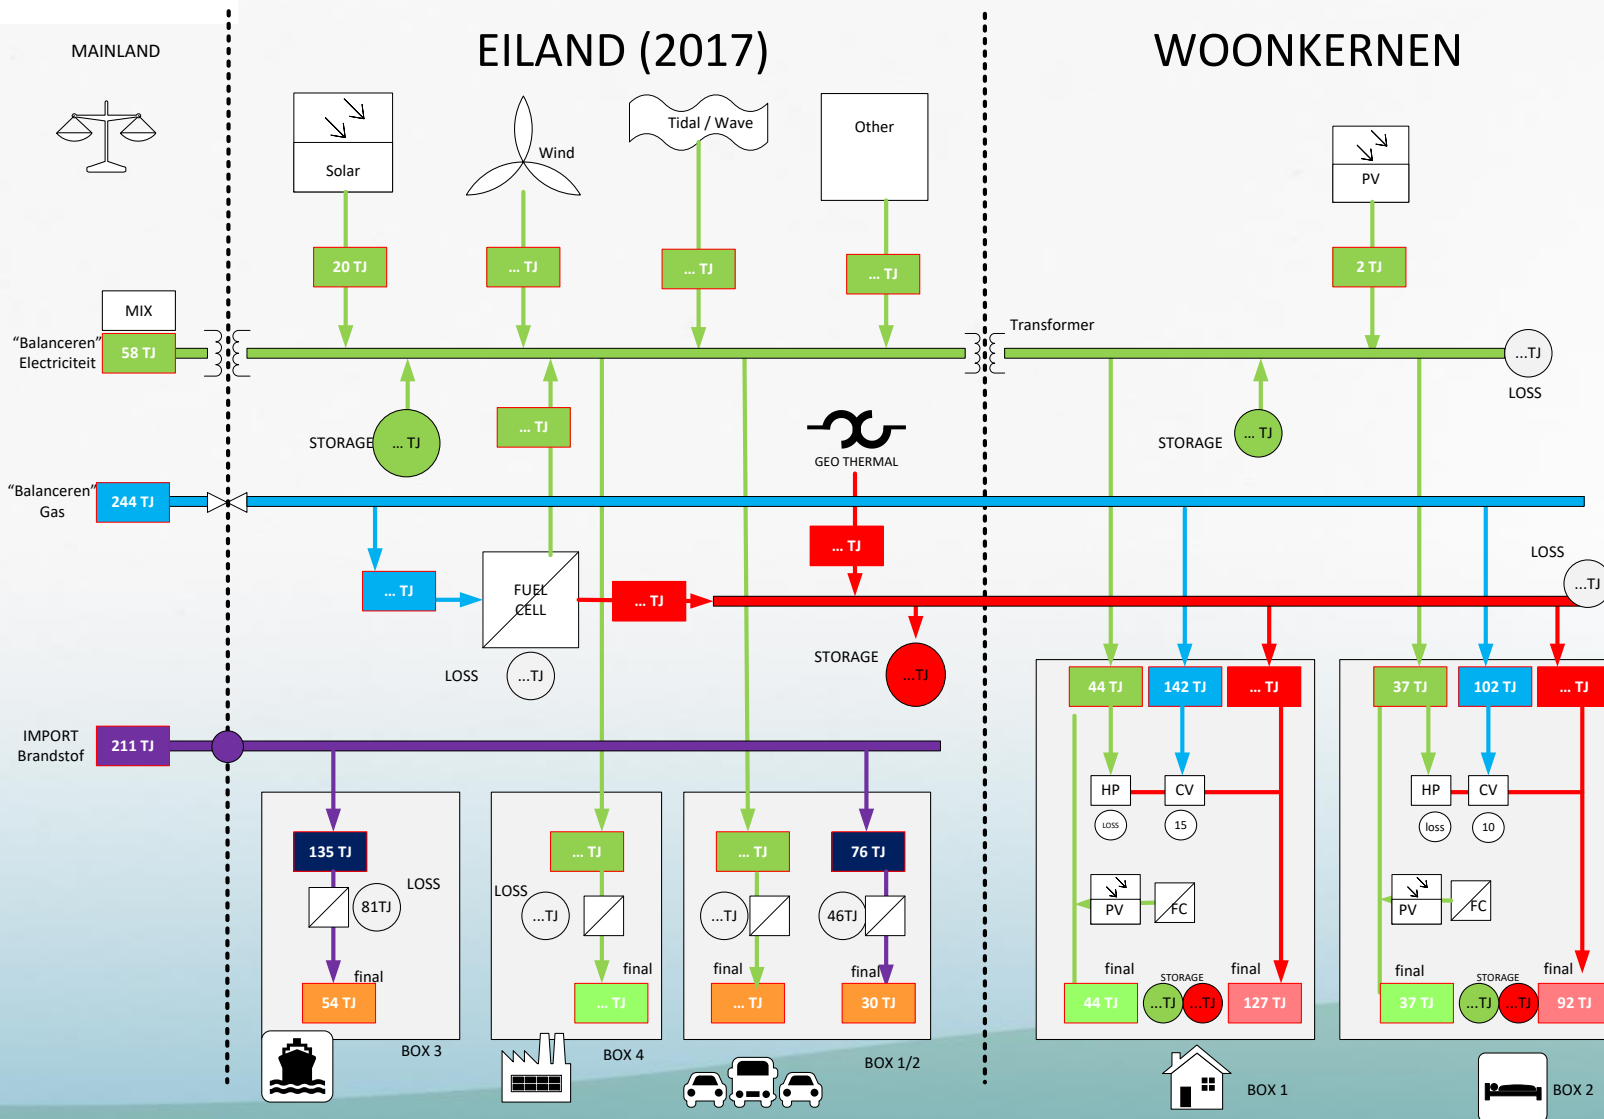 MAINLAND
EILAND (2017)
WOONKERNEN
Solar
Wind
Tidal / Wave
Other
PV
20 TJ
... TJ
... TJ
... TJ
2 TJ
MIX
"Balanceren"
Electriciteit
58 TJ
Transformer
...TJ
LOSS
STORAGE
... TJ
... TJ
GEO THERMAL
STORAGE
... TJ
"Balanceren"
Gas
244 TJ
... TJ
... TJ
FUEL
CELL
... TJ
LOSS
...TJ
LOSS
...TJ
STORAGE
...TJ
44 TJ
142 TJ
... TJ
37 TJ
102 TJ
... TJ
IMPORT
Brandstof
211 TJ
HP
CV
HP
CV
LOSS
15
loss
10
135 TJ
... TJ
... TJ
76 TJ
LOSS
81TJ
LOSS
...TJ
...TJ
46TJ
PV
FC
PV
FC
final
final
final
final
final
STORAGE
final
final
STORAGE
final
54 TJ
... TJ
... TJ
30 TJ
44 TJ
...TJ
...TJ
127 TJ
37 TJ
...TJ
...TJ
92 TJ
BOX 3
BOX 4
BOX 1/2
BOX 1
BOX 2